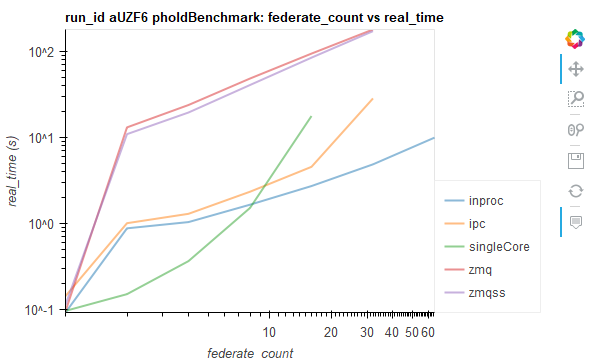 run_id aUZF6 pholdBenchmark: federate_count vs real_time
10^2
10^1
10^0
10^-1
real_time (s)
10
20
30 40 50 60
federate_count
inproc
ipc
singleCore
zmq
zmqss